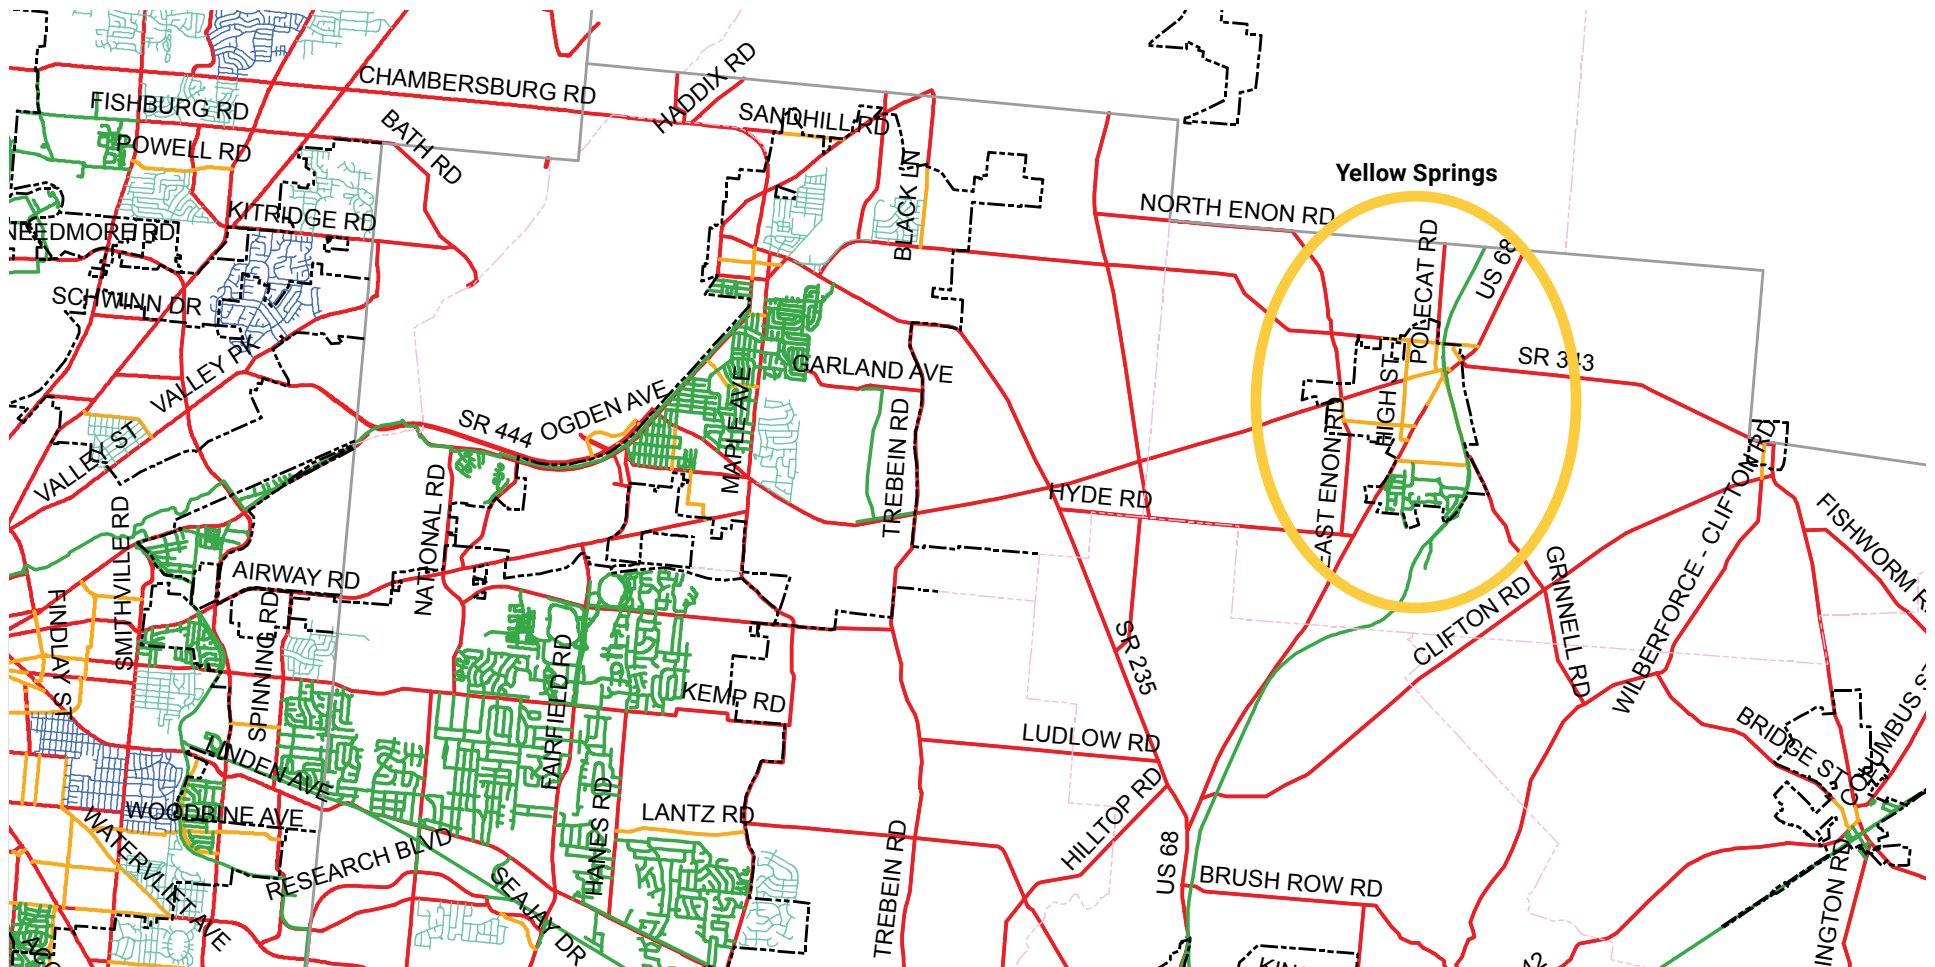 CHAMBERSBURG RD
HADDIX RD
FISHBURG RD
SANDHILL RD
POWELL RD
BATH RD
Yellow Springs
BLACK LN
KITRIDGE RD
NORTH ENON RD
NEEDMORE RD
POLECAT RD
US 68
SCHWINN DR
VALLEY PK
GARLAND AVE
SR 343
OGDEN AVE
SR 444
MAPLE AVE
HIGH ST
VALLEY ST
TREBEIN RD
EAST ENON RD
NATIONAL RD
HYDE RD
SMITHVILLE RD
WILBERFORCE - CLIFTON RD
FISHWORM R
AIRWAY RD
FINDLAY ST
SPINNING RD
GRINNELL RD
CLIFTON RD
SR 235
FAIRFIELD RD
KEMP RD
LUDLOW RD
LINDEN AVE
BRIDGE ST
COLUMBUS S
HANES RD
LANTZ RD
HILLTOP RD
WOODBINE AVE
WATERVLIET AVE
RESEARCH BLVD
SEAJAY DR
TREBEIN RD
US 68
BRUSH ROW RD
INGTON RD